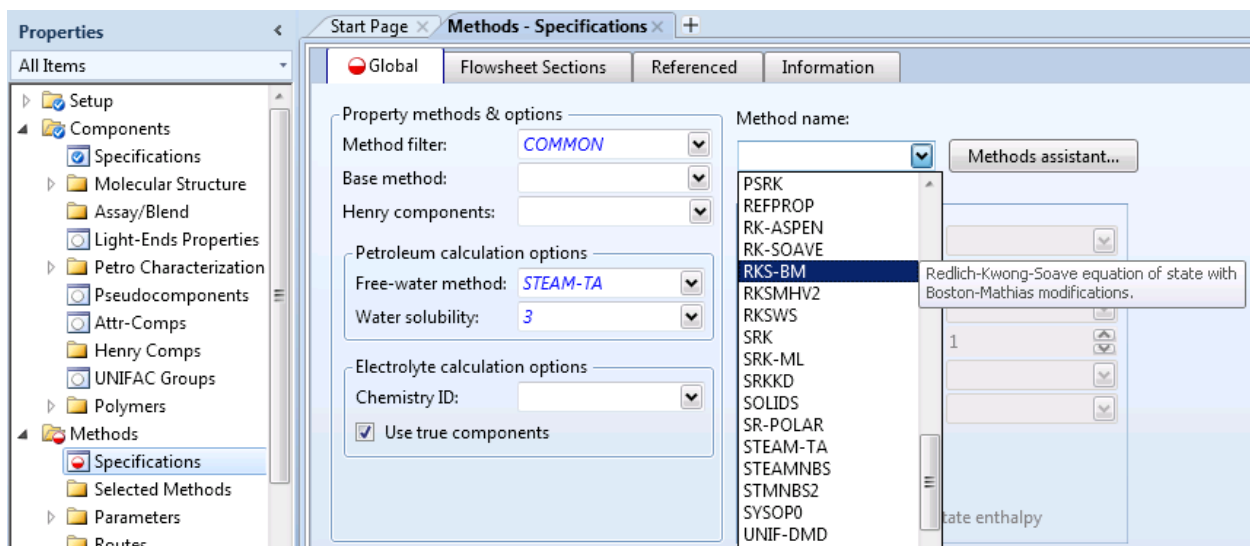 Properties
All Items
Setup
Components
Specifications
Molecular Structure
Assay/Blend
Light-Ends Properties
Petro Characterization
Pseudocomponents
Attr-Comps
Henry Comps
UNIFAC Groups
Polymers
Methods
Specifications
Selected Methods
Parameters
Routes
Start Page
Methods - Specifications
Global
Flowsheet Sections
Referenced
Information
Property methods & options
Method filter: COMMON
Base method:
Henry components:
Petroleum calculation options
Free-water method: STEAM-TA
Water solubility: 3
Electrolyte calculation options
Chemistry ID:
Use true components
Method name:
Methods assistant...
PSRK
REFPROP
RK-ASPEN
RK-SOAVE
RKS-BM
RKSMHV2
RKSWS
SRK
SRK-ML
SRKKD
SOLIDS
SR-POLAR
STEAM-TA
STEAMNBS
STMNBS2
SYSOP0
UNIF-DMD
Redlich-Kwong-Soave equation of state with
Boston-Mathias modifications.
1
tate enthalpy